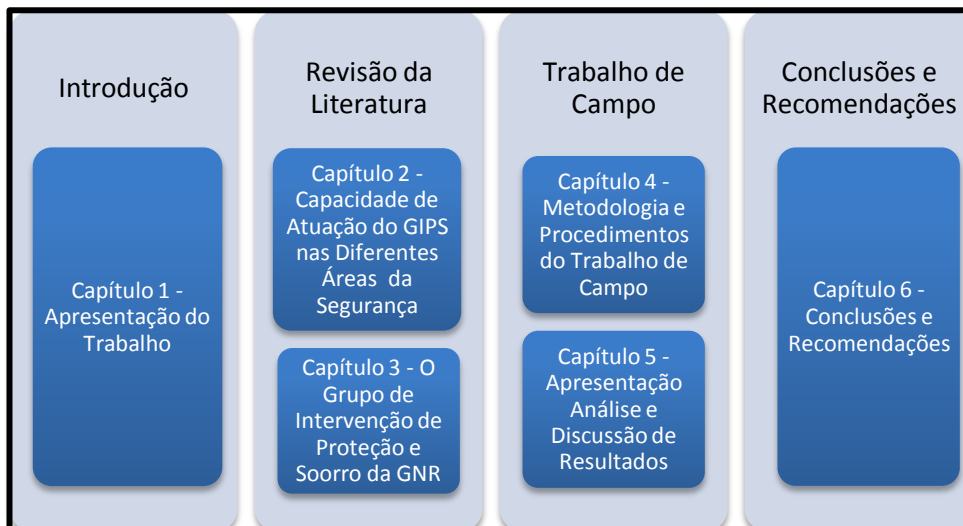 Introdução
Capítulo 1 -
Apresentação do
Trabalho
Revisão da
Literatura
Capítulo 2 -
Capacidade de
Atuação do GIPS
nas Diferentes
Áreas da
Segurança
Capítulo 3 - O
Grupo de
Intervenção de
Proteção e
Soorro da GNR
Trabalho de
Campo
Capítulo 4 -
Metodologia e
Procedimentos
do Trabalho de
Campo
Capítulo 5 -
Apresentação
Análise e
Discussão de
Resultados
Conclusões e
Recomendações
Capítulo 6 -
Conclusões e
Recomendações